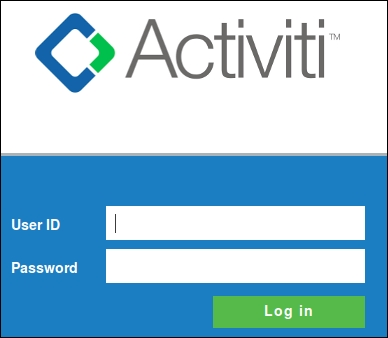 Activiti™
User ID
Password
Log in